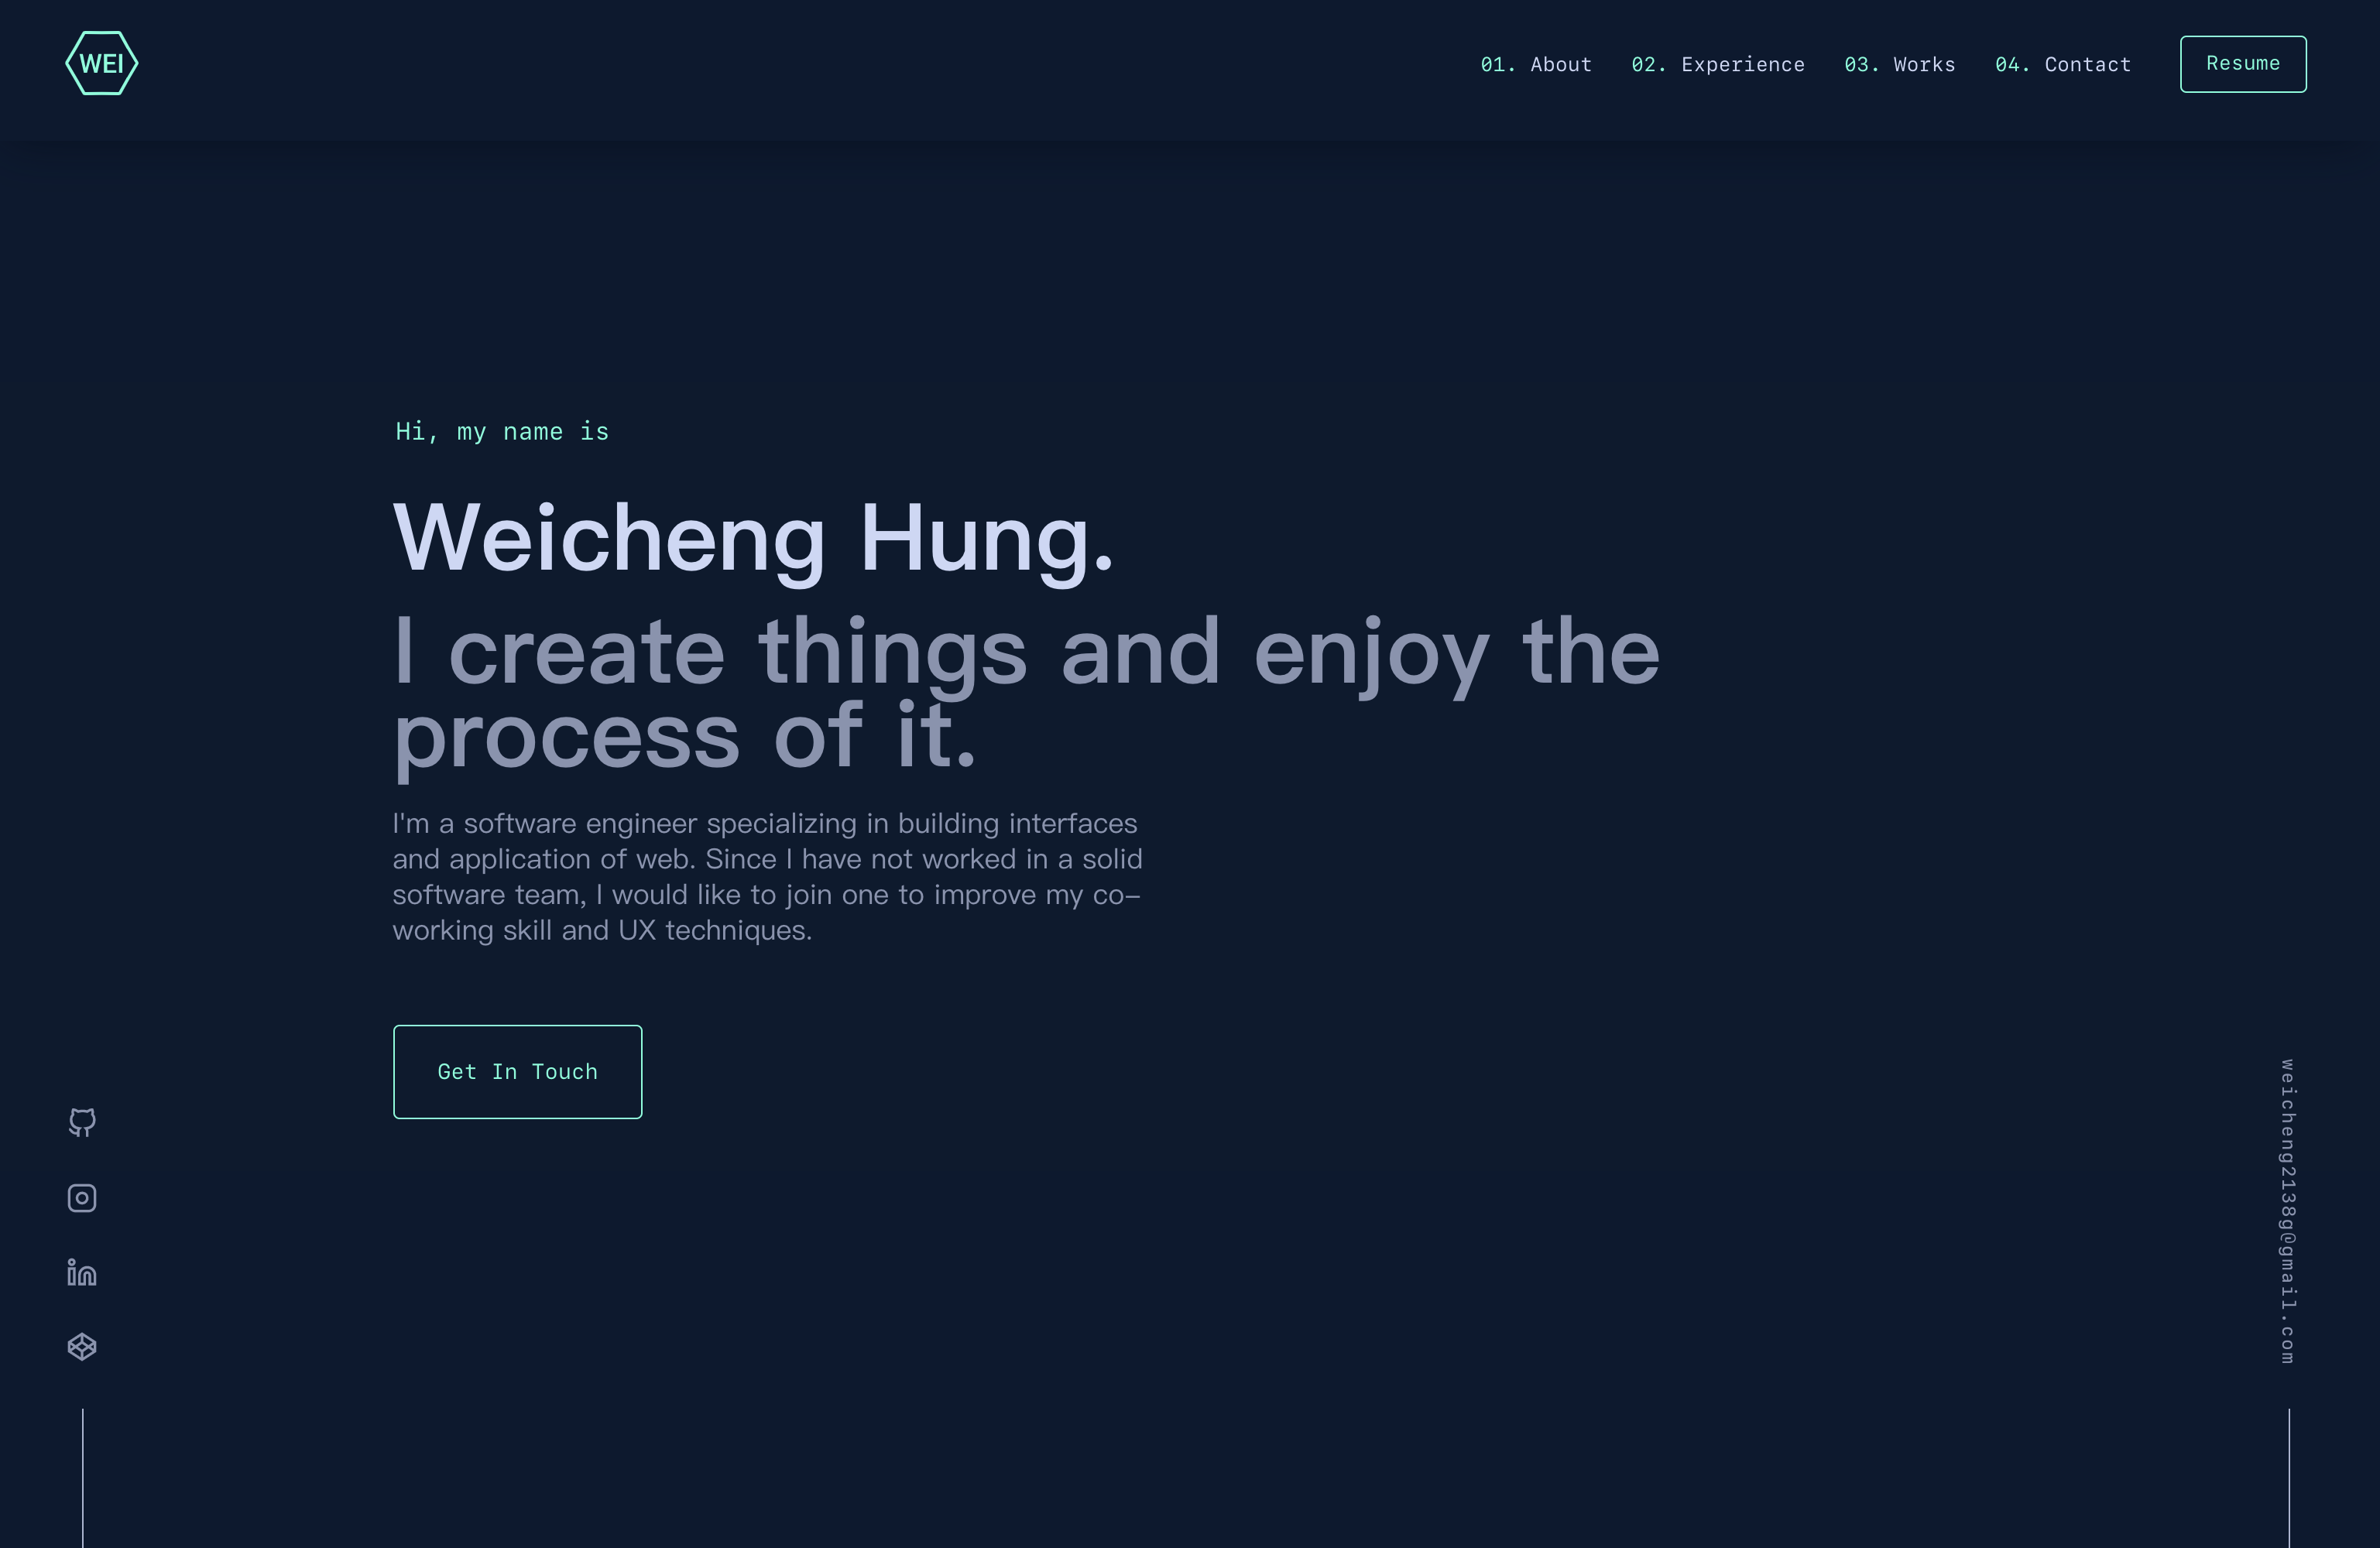 WEI
01. About 02. Experience 03. Works 04. Contact Resume
Hi, my name is
Weicheng Hung.
I create things and enjoy the
process of it.
I'm a software engineer specializing in building interfaces
and application of web. Since I have not worked in a solid
software team, I would like to join one to improve my co-
working skill and UX techniques.
Get In Touch
weicheng2138g@gmail.com